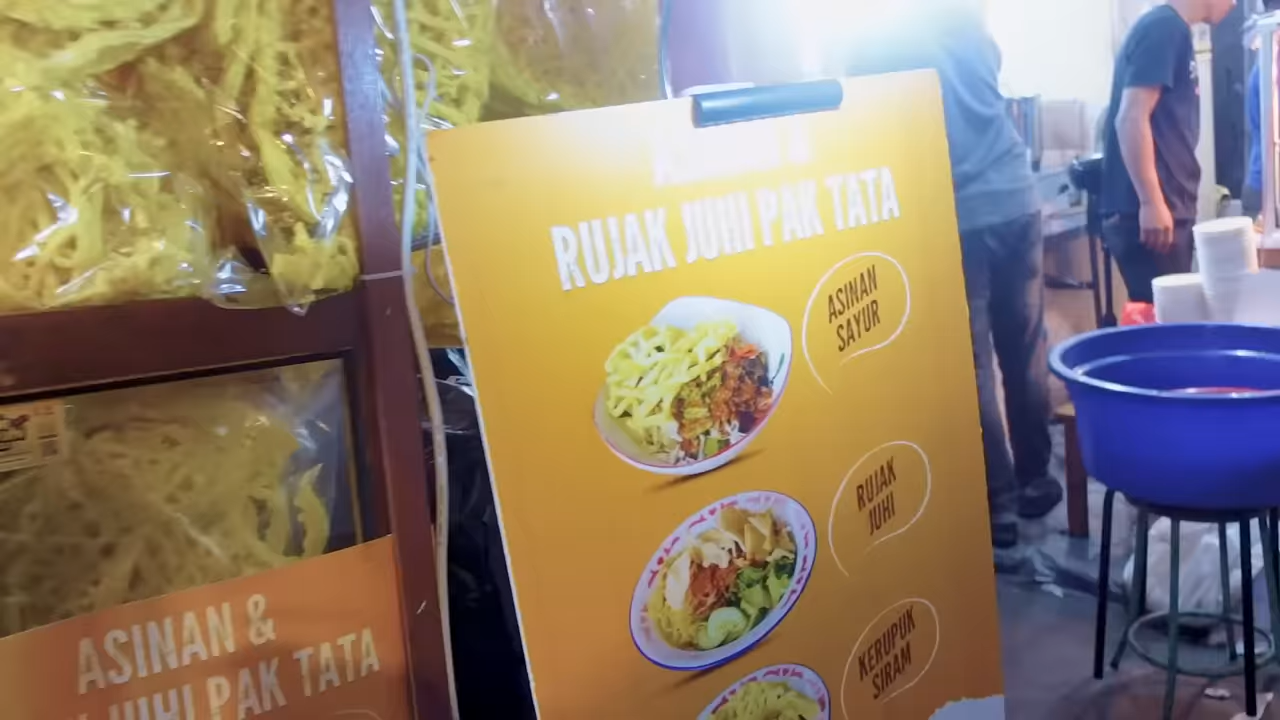 RUJAK JUHI PAK TATA
ASINAN
SAYUR
RUJAK
JUHI
KERUPUK
SIRAM
ASINAN &
JUHI PAK TATA